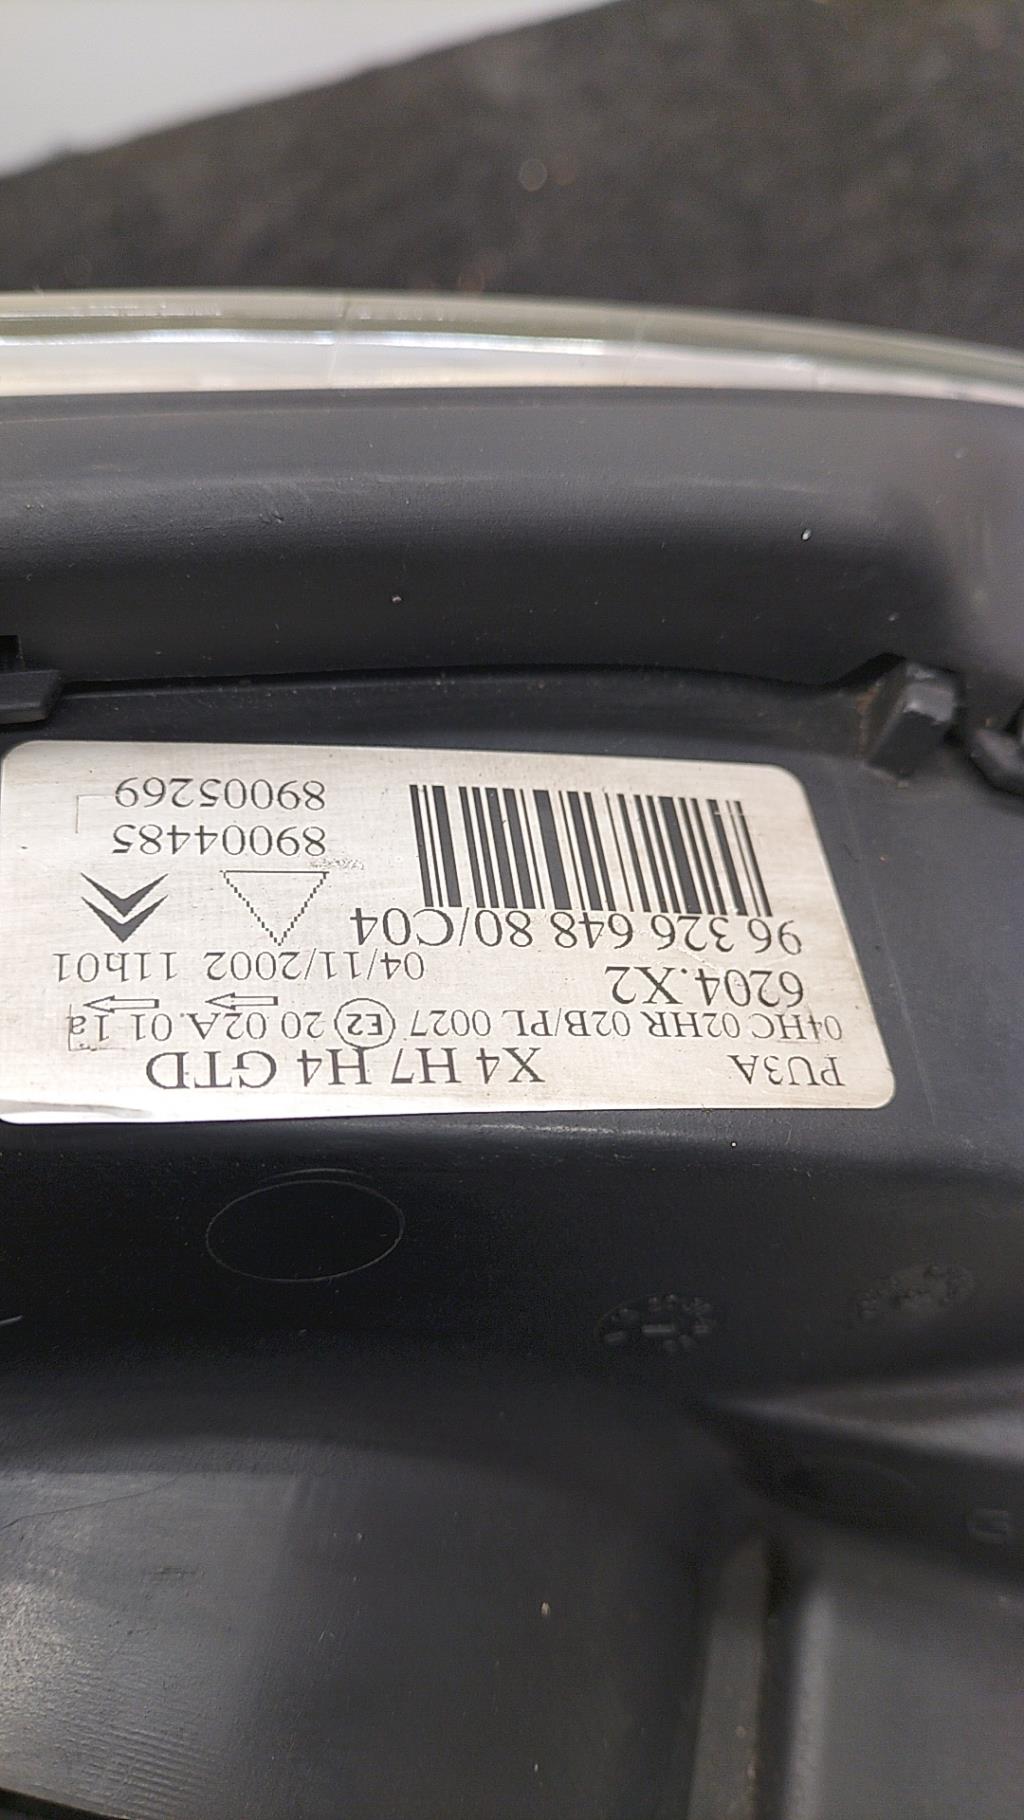 PU3A X4 H7 H4 GTD
04HC 02HR 02B/PL 0027 E2 20 02A.01 1a
6204.X2
04/11/2002 11h01
96 326 648 80/C04
89004485
89005269